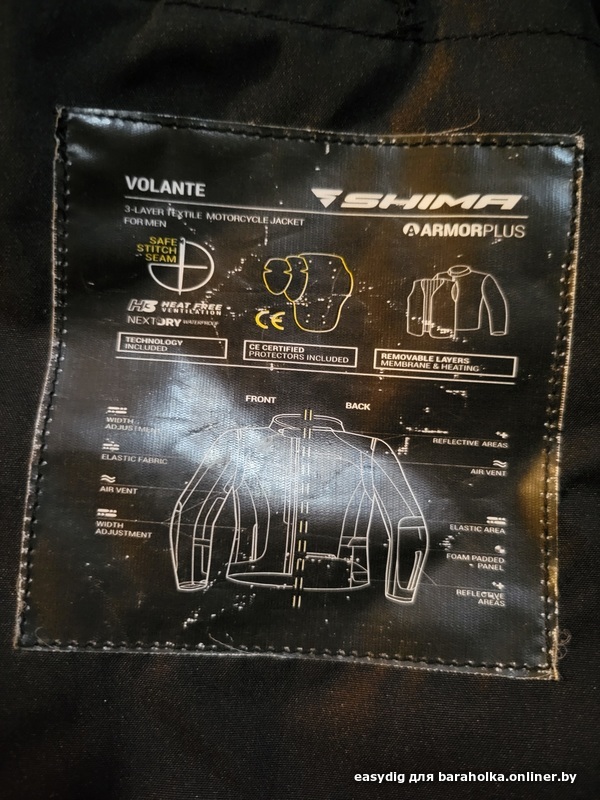 VOLANTE
SHIMA
3-LAYER TEXTILE MOTORCYCLE JACKET
FOR MEN
ARMORPLUS
SAFE
STITCH
SEAM
H3 HEAT FREE
VENTILATION
NEXTDRY WATERPROOF
CE
TECHNOLOGY
INCLUDED
CE CERTIFIED
PROTECTORS INCLUDED
REMOVABLE LAYERS
MEMBRANE & HEATING
FRONT
BACK
WIDTH
ADJUSTMENT
ELASTIC FABRIC
AIR VENT
WIDTH
ADJUSTMENT
REFLECTIVE AREAS
AIR VENT
ELASTIC AREA
FOAM PADDED
PANEL
REFLECTIVE
AREAS
easydig для baraholka.onliner.by